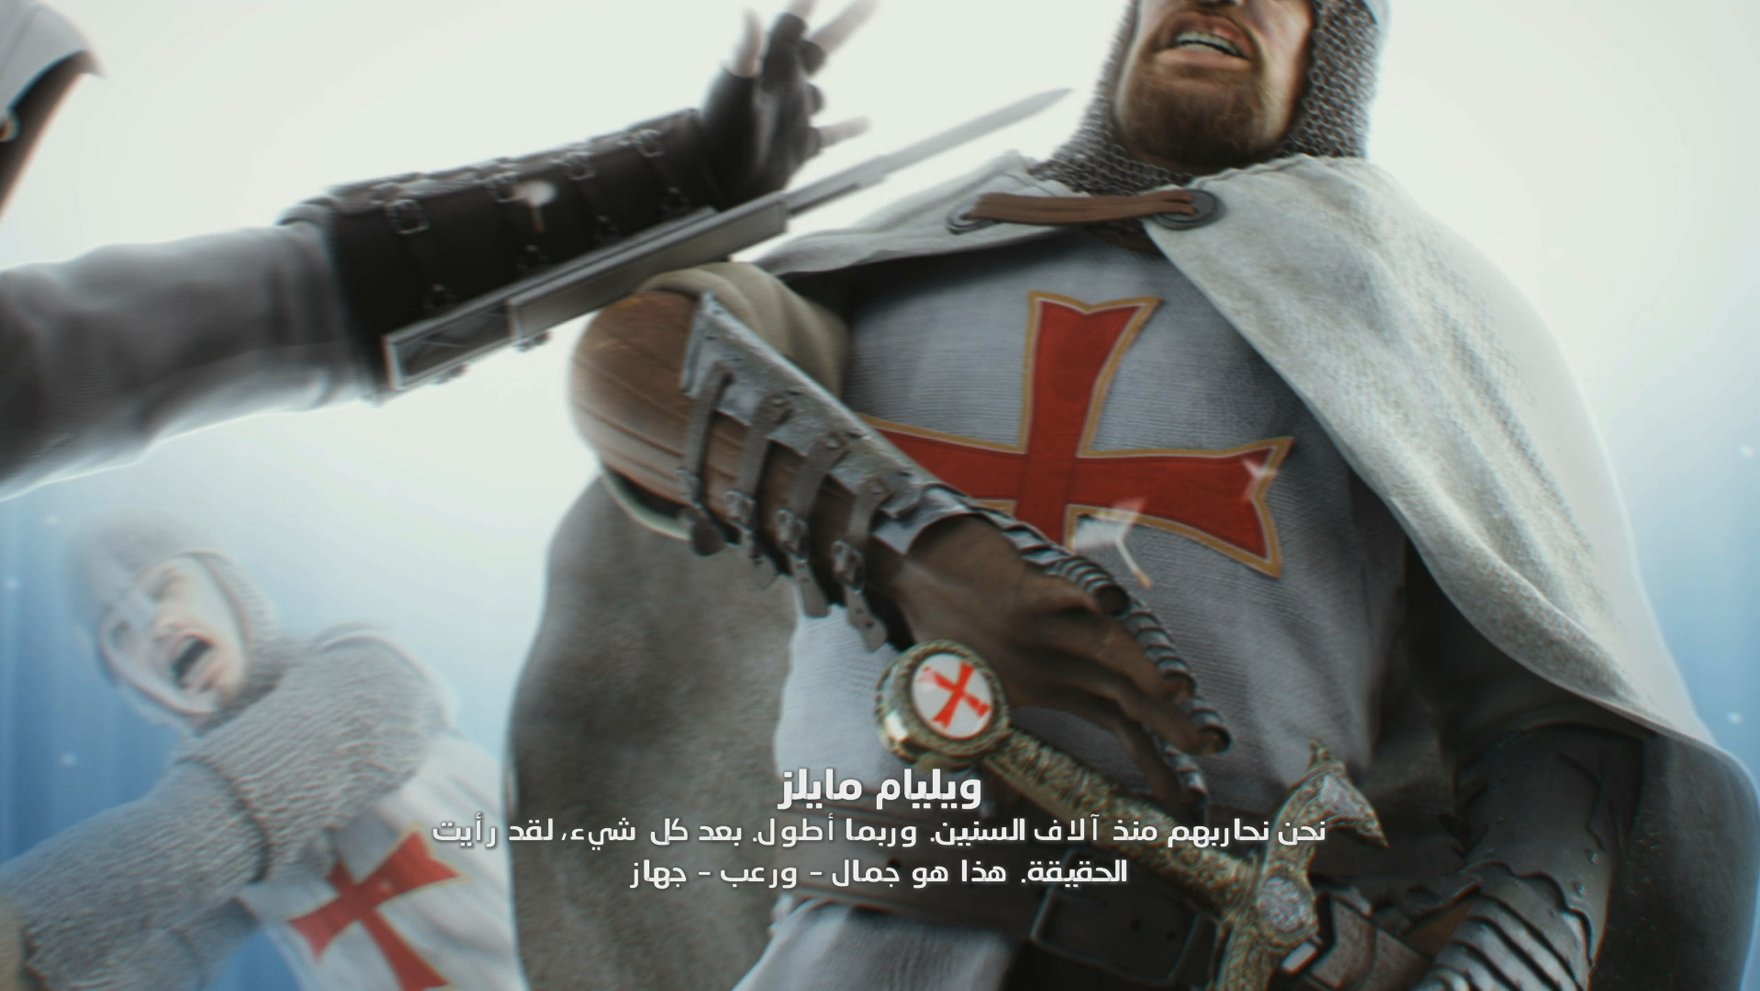 ويليام مايلز
نحن نحاربهم منذ آلاف السنين. وربما أطول. بعد كل شيء، لقد رأيت
الحقيقة. هذا هو جمال - ورعب - جهاز